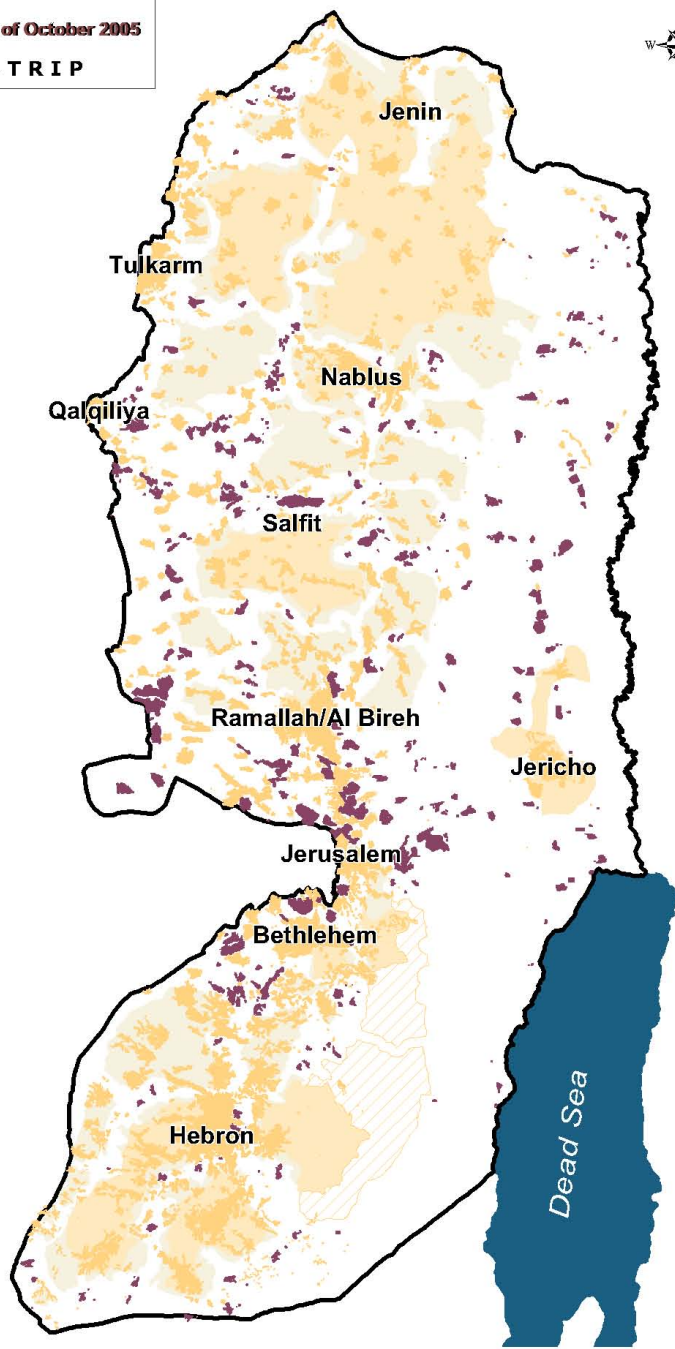 of October 2005
TRIP
W
Jenin
Tulkarm
Nablus
Qalqiliya
Salfit
Ramallah/Al Bireh
Jericho
Jerusalem
Bethlehem
Hebron
Dead Sea